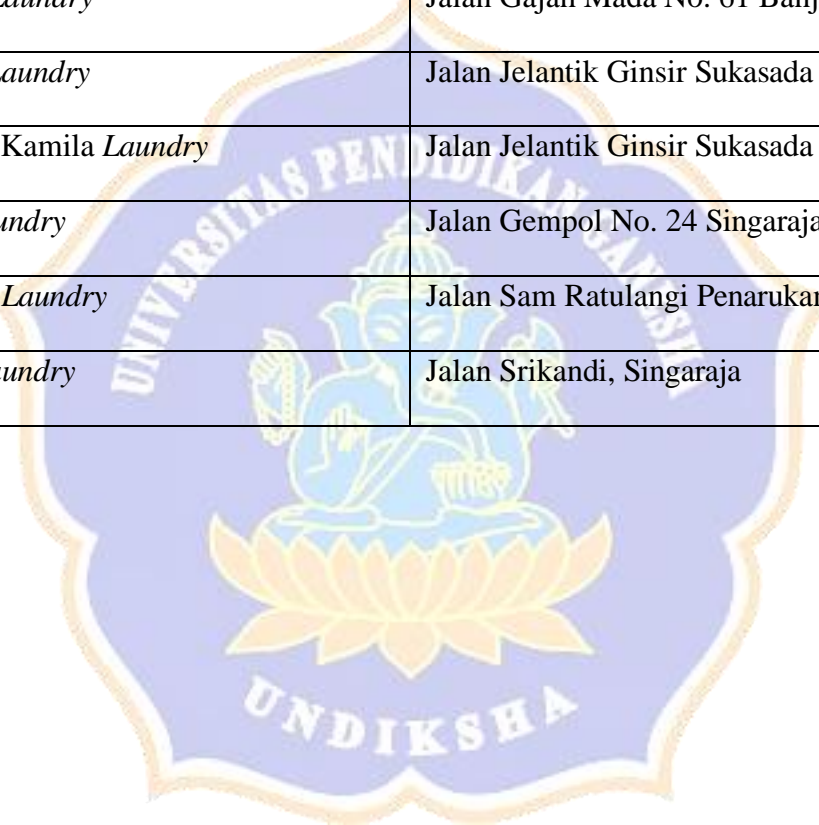 Laundry Jalan Gajah Mada No. 61 Banj
Laundry Jalan Jelantik Ginsir Sukasada
Kamila Laundry Jalan Jelantik Ginsir Sukasada
undry Jalan Gempol No. 24 Singaraja
Laundry Jalan Sam Ratulangi Penarukan
undry Jalan Srikandi, Singaraja
UNIVERSITAS PENDIDIKAN GANESHA
UNDIKSHA